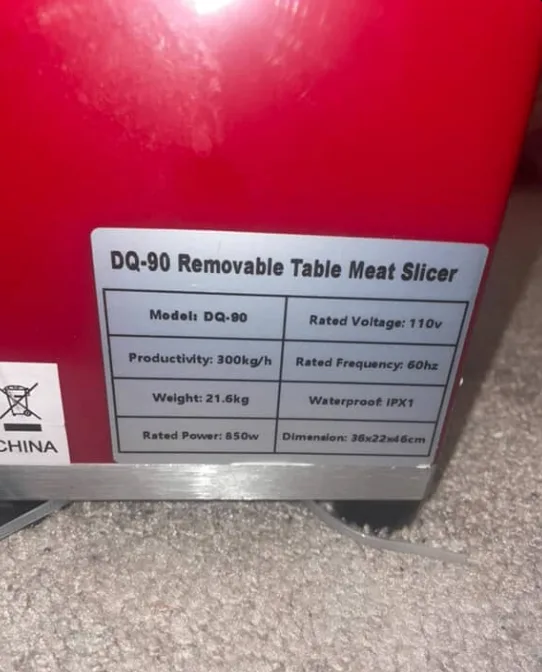 DQ-90 Removable Table Meat Slicer
Model: DQ-90
Rated Voltage: 110v
Productivity: 300kg/h
Rated Frequency: 60hz
Weight: 21.6kg
Waterproof: IPX1
Rated Power: 850w
Dimension: 36x22x46cm
CHINA